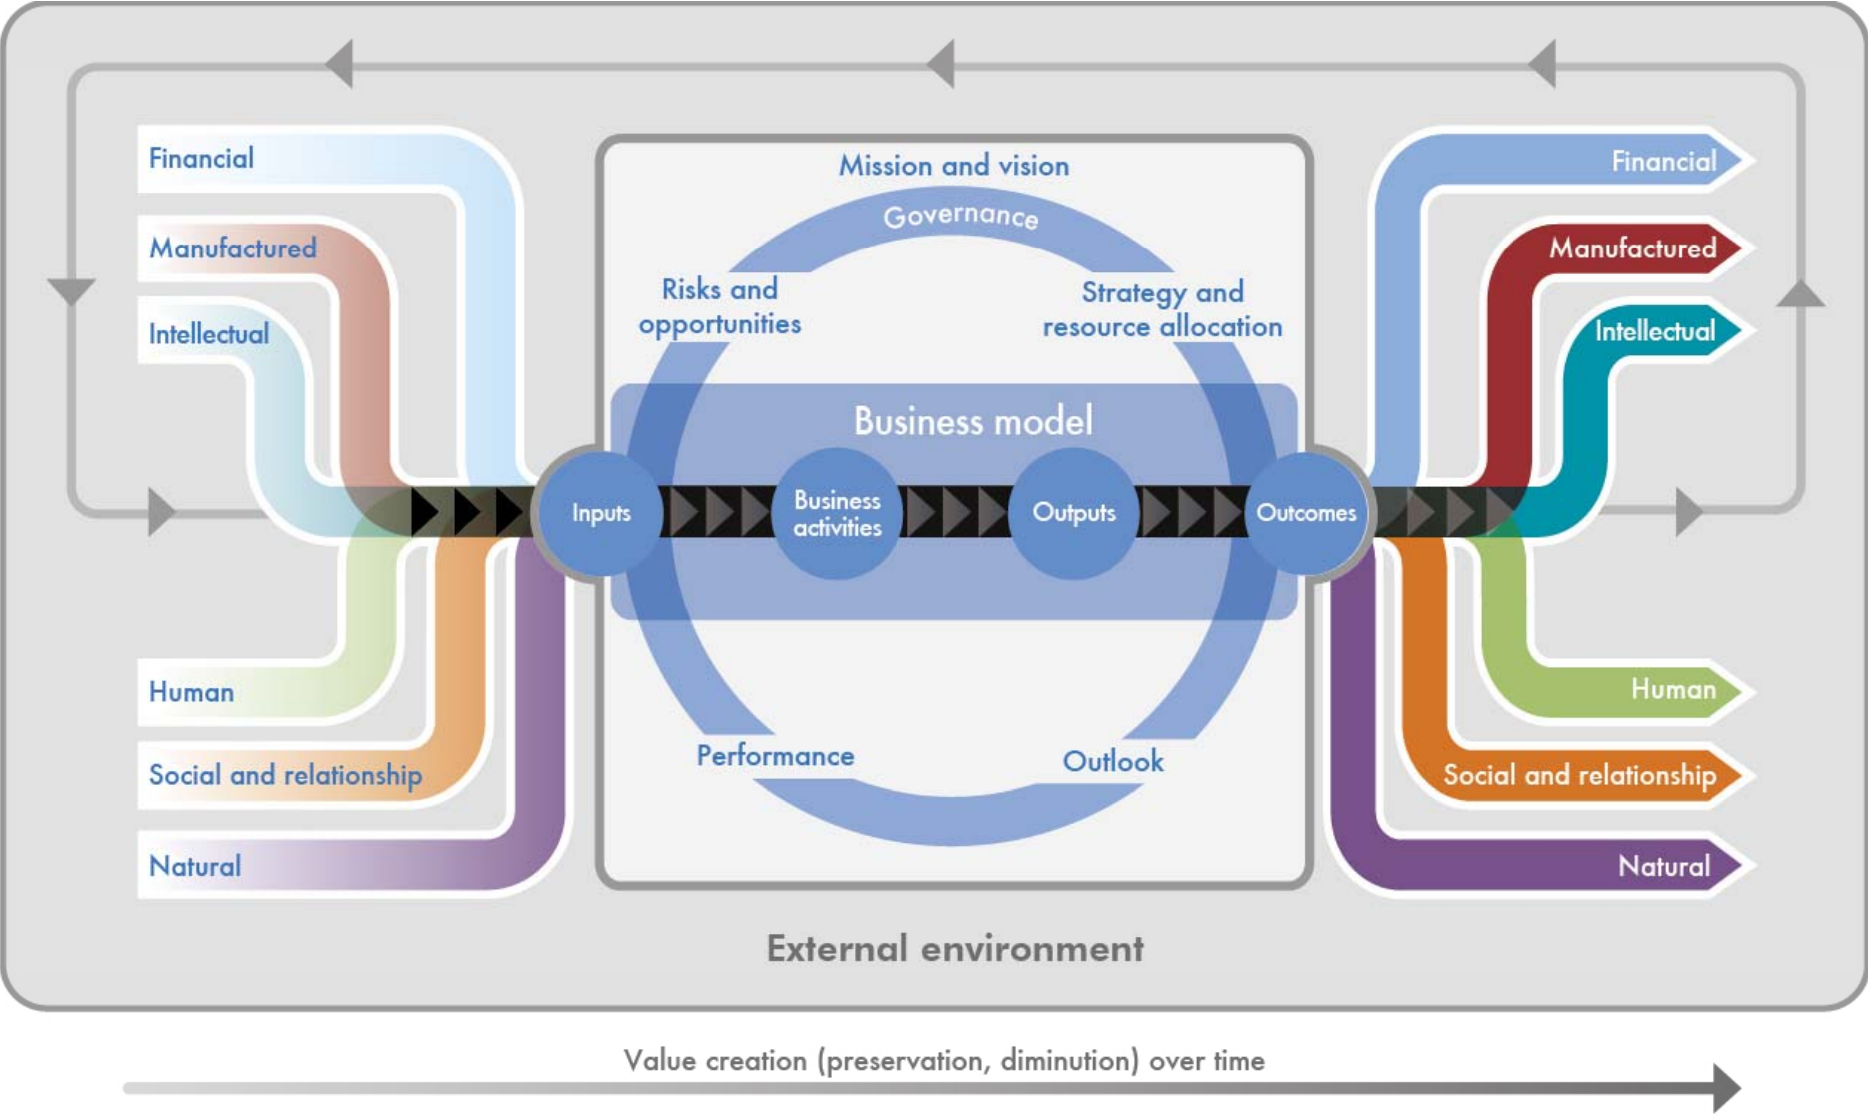 Financial
Manufactured
Intellectual
Human
Social and relationship
Natural
Mission and vision
Governance
Risks and
opportunities
Strategy and
resource allocation
Business model
Inputs
Business
activities
Outputs
Outcomes
Performance
Outlook
Financial
Manufactured
Intellectual
Human
Social and relationship
Natural
External environment
Value creation (preservation, diminution) over time